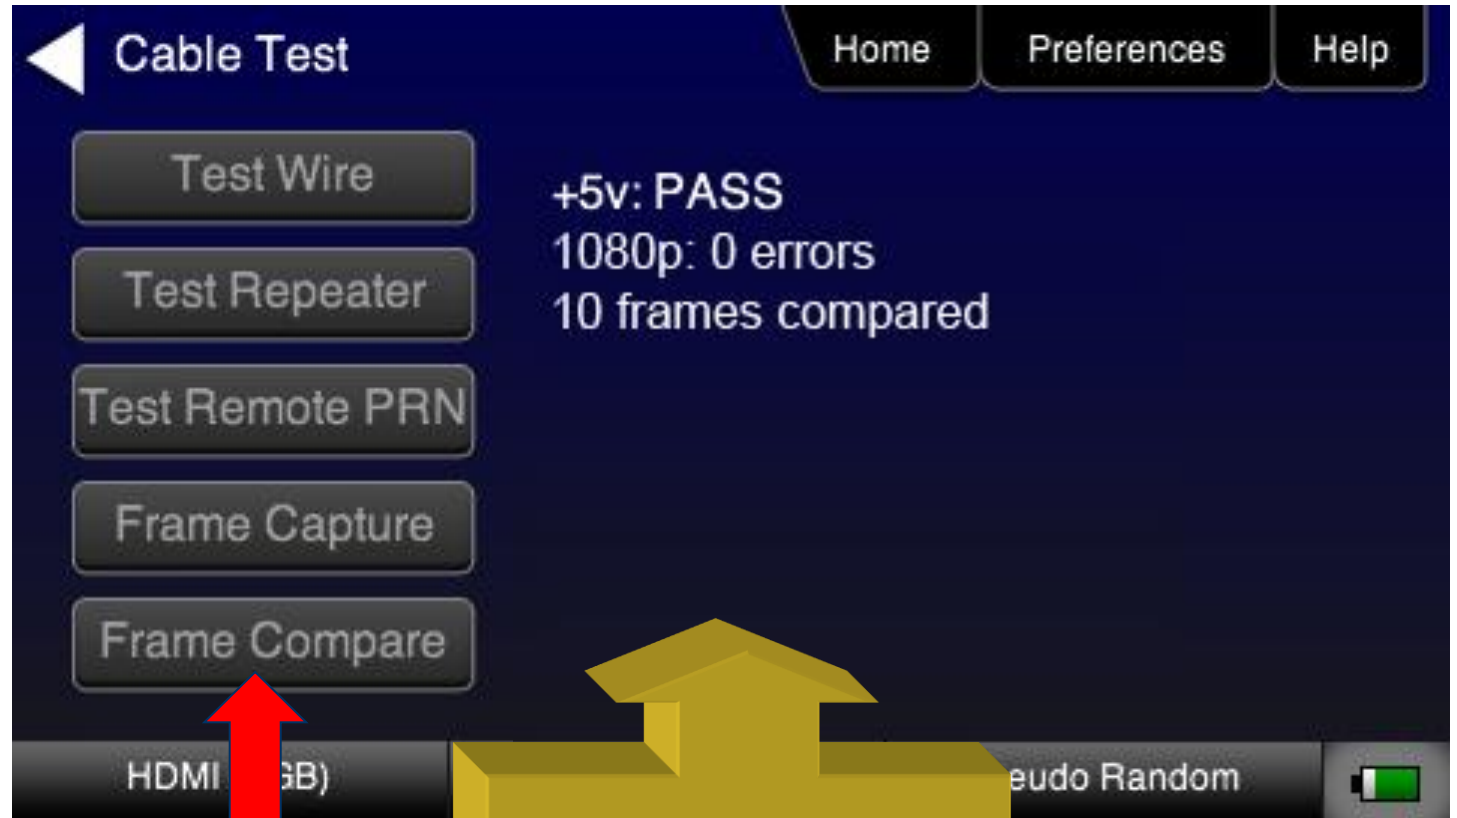 Cable Test
Home
Preferences
Help
Test Wire
Test Repeater
Test Remote PRN
Frame Capture
Frame Compare
+5v: PASS
1080p: 0 errors
10 frames compared
HDMI GB)
eudo Random